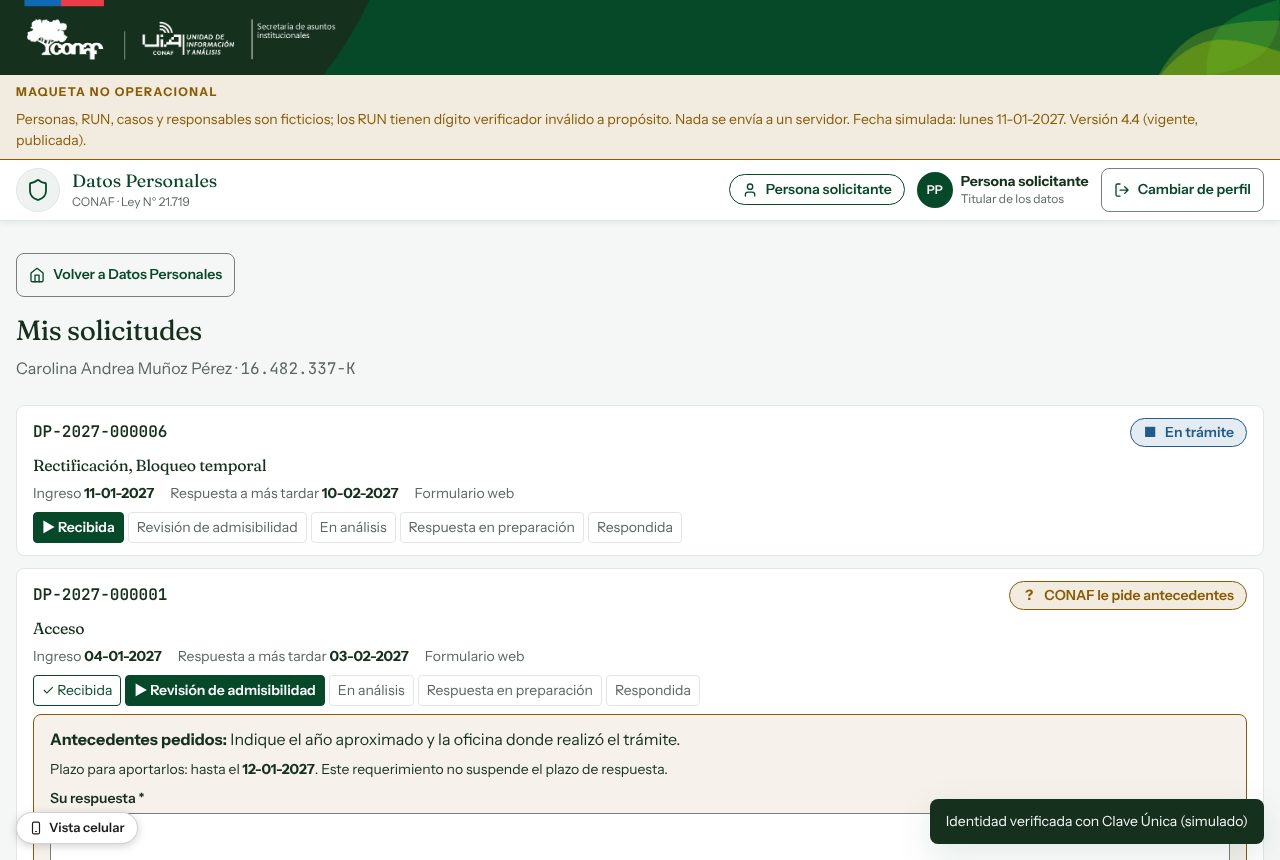 conaf
UIA
CONAF
UNIDAD DE
INFORMACIÓN
Y ANÁLISIS
Secretaría de asuntos
institucionales
MAQUETA NO OPERACIONAL
Personas, RUN, casos y responsables son ficticios; los RUN tienen dígito verificador inválido a propósito. Nada se envía a un servidor. Fecha simulada: lunes 11-01-2027. Versión 4.4 (vigente,
publicada).
Datos Personales
CONAF · Ley N° 21.719
Persona solicitante
PP
Persona solicitante
Titular de los datos
Cambiar de perfil
Volver a Datos Personales
Mis solicitudes
Carolina Andrea Muñoz Pérez · 16.482.337-K
DP-2027-000006
En trámite
Rectificación, Bloqueo temporal
Ingreso 11-01-2027 Respuesta a más tardar 10-02-2027 Formulario web
▶ Recibida Revisión de admisibilidad En análisis Respuesta en preparación Respondida
DP-2027-000001
? CONAF le pide antecedentes
Acceso
Ingreso 04-01-2027 Respuesta a más tardar 03-02-2027 Formulario web
✓ Recibida ▶ Revisión de admisibilidad En análisis Respuesta en preparación Respondida
Antecedentes pedidos: Indique el año aproximado y la oficina donde realizó el trámite.
Plazo para aportarlos: hasta el 12-01-2027. Este requerimiento no suspende el plazo de respuesta.
Su respuesta *
Vista celular
Identidad verificada con Clave Única (simulado)